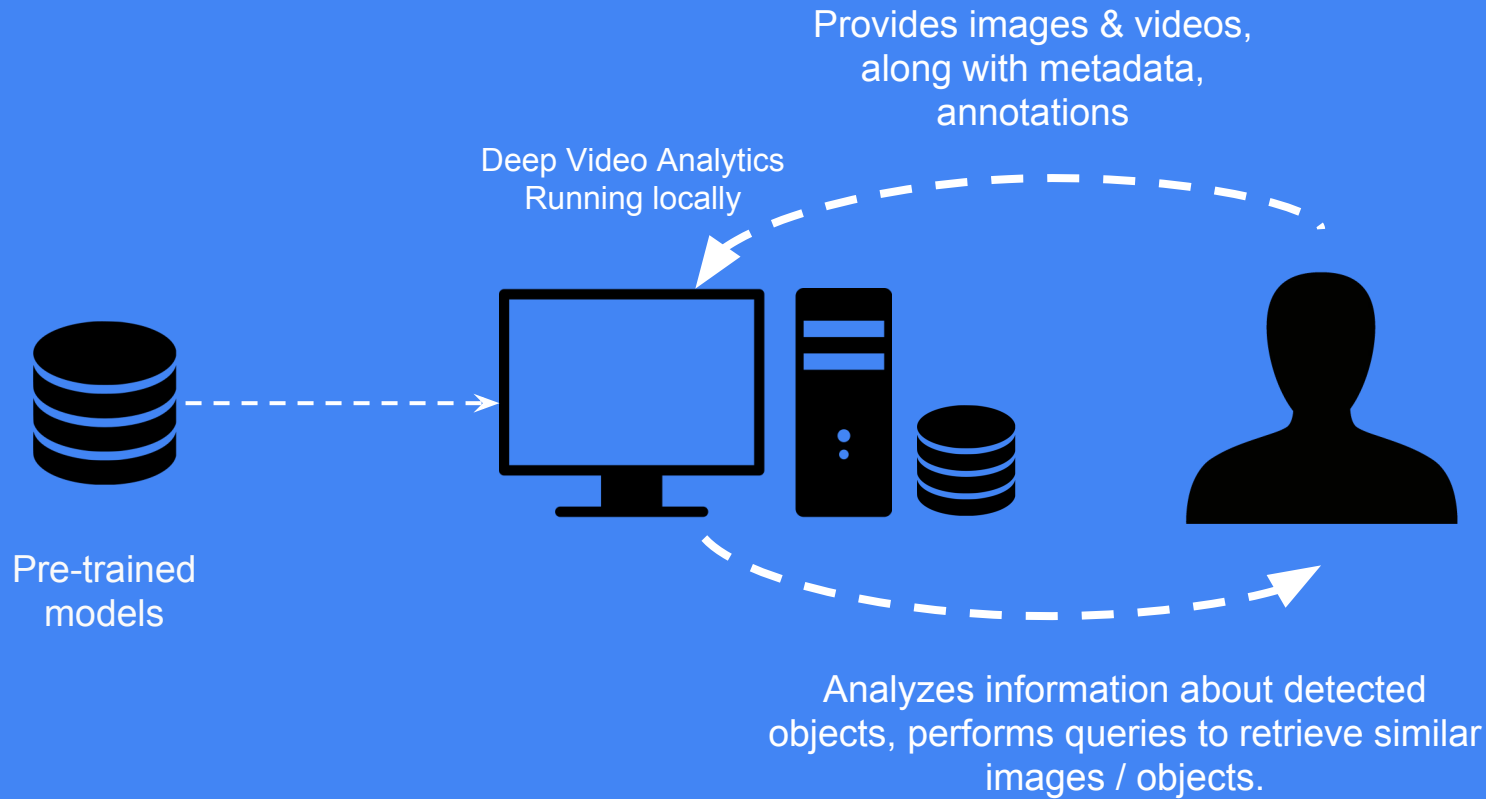 Provides images & videos,
along with metadata,
annotations
Deep Video Analytics
Running locally
Pre-trained
models
Analyzes information about detected
objects, performs queries to retrieve similar
images / objects.